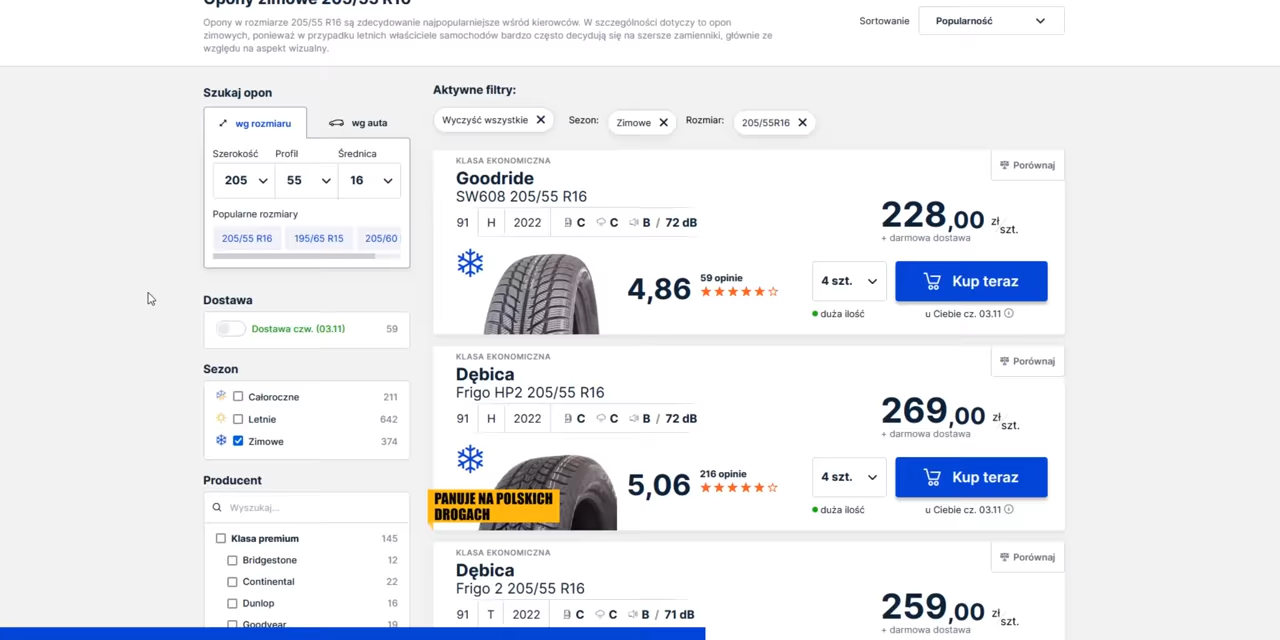 Opony zimowe 205/55 R16
Opony w rozmiarze 205/55 R16 są zdecydowanie najpopularniejsze wśród kierowców. W szczególności dotyczy to opon
zimowych, ponieważ w przypadku letnich właściciele samochodów bardzo często decydują się na szersze zamienniki, głównie ze
względu na aspekt wizualny.
Sortowanie
Popularność
Szukaj opon
wg rozmiaru
wg auta
Szerokość Profil Średnica
205 55 16
Popularne rozmiary
205/55 R16 195/65 R15 205/60
Dostawa
Dostawa czw. (03.11) 59
Sezon
Całoroczne 211
Letnie 642
Zimowe 374
Producent
Wyszukaj...
Klasa premium 145
Bridgestone 12
Continental 22
Dunlop 16
Goodyear 19
Aktywne filtry:
Wyczyść wszystkie
Sezon:
Zimowe
Rozmiar:
205/55R16
KLASA EKONOMICZNA
Porównaj
Goodride
SW608 205/55 R16
91 H 2022 C C B / 72 dB
228,00 zł szt.
+ darmowa dostawa
4,86
59 opinie
4 szt.
Kup teraz
duża ilość
u Ciebie cz. 03.11
KLASA EKONOMICZNA
Porównaj
Dębica
Frigo HP2 205/55 R16
91 H 2022 C C B / 72 dB
269,00 zł szt.
+ darmowa dostawa
5,06
216 opinie
4 szt.
Kup teraz
PANUJE NA POLSKICH
DROGACH
duża ilość
u Ciebie cz. 03.11
KLASA EKONOMICZNA
Porównaj
Dębica
Frigo 2 205/55 R16
91 T 2022 C C B / 71 dB
259,00 zł szt.
+ darmowa dostawa